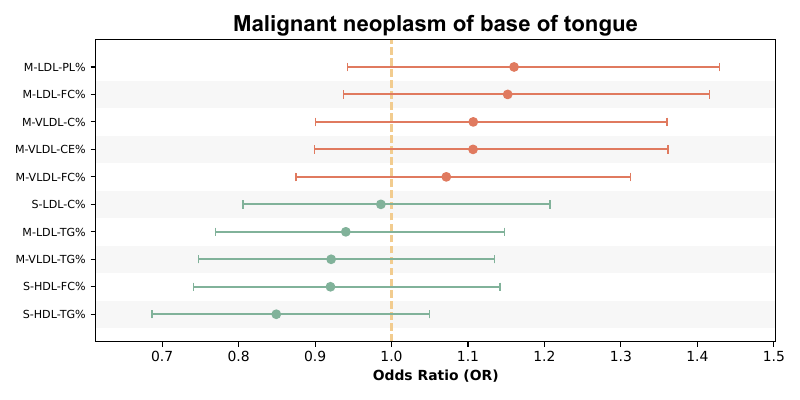 Malignant neoplasm of base of tongue
M-LDL-PL%
M-LDL-FC%
M-VLDL-C%
M-VLDL-CE%
M-VLDL-FC%
S-LDL-C%
M-LDL-TG%
M-VLDL-TG%
S-HDL-FC%
S-HDL-TG%
0.7 0.8 0.9 1.0 1.1 1.2 1.3 1.4 1.5
Odds Ratio (OR)